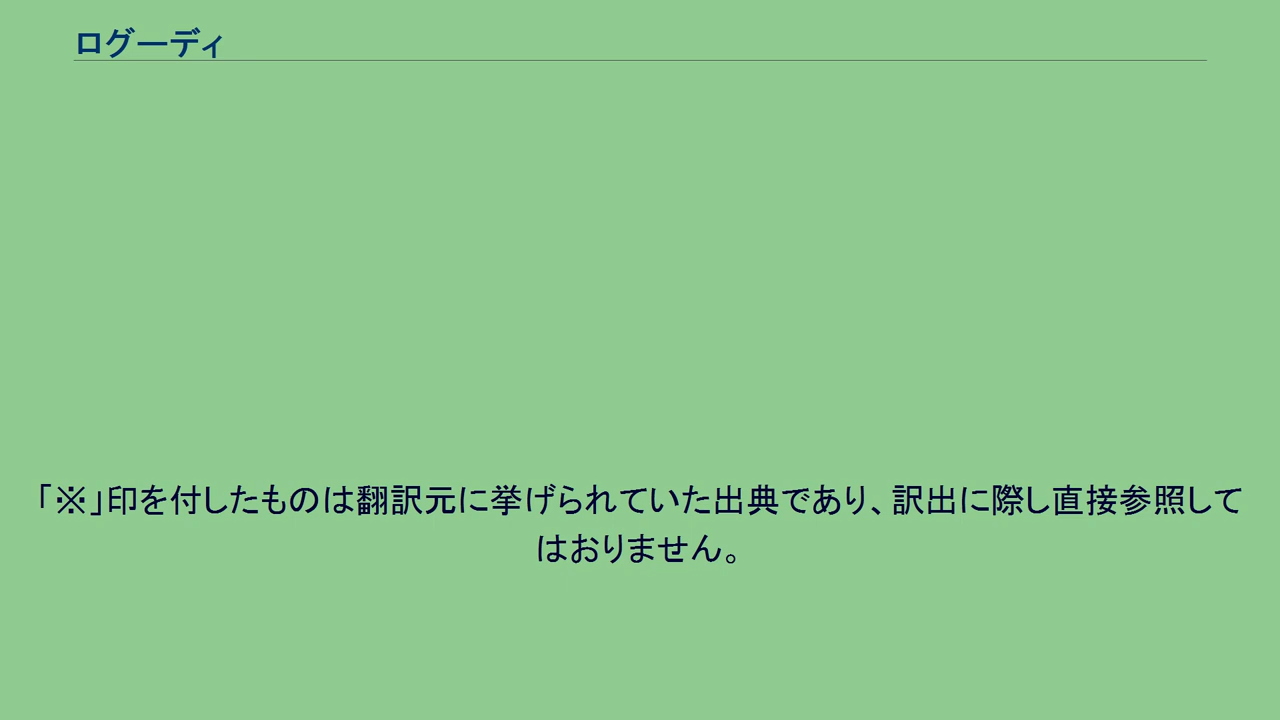 ログーディ
「※」印を付したものは翻訳元に挙げられていた出典であり、訳出に際し直接参照して
はおりません。